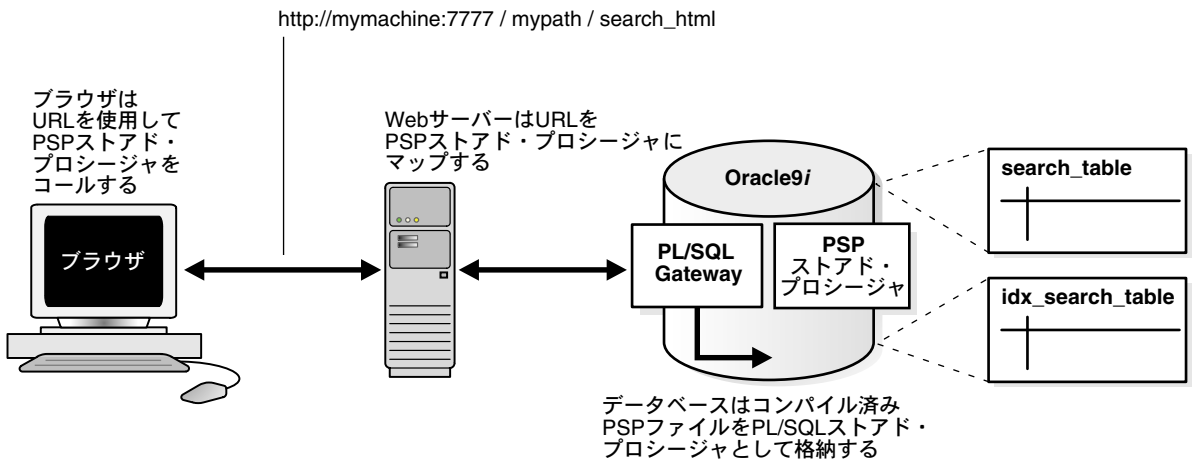 http://mymachine:7777 / mypath / search_html
ブラウザは
URLを使用して
PSPストアド・
プロシージャを
コールする
ブラウザ
WebサーバーはURLを
PSPストアド・プロシージャに
マップする
Oracle9i
PL/SQL
Gateway
PSP
ストアド・
プロシージャ
search_table
idx_search_table
データベースはコンパイル済み
PSPファイルをPL/SQLストアド・
プロシージャとして格納する